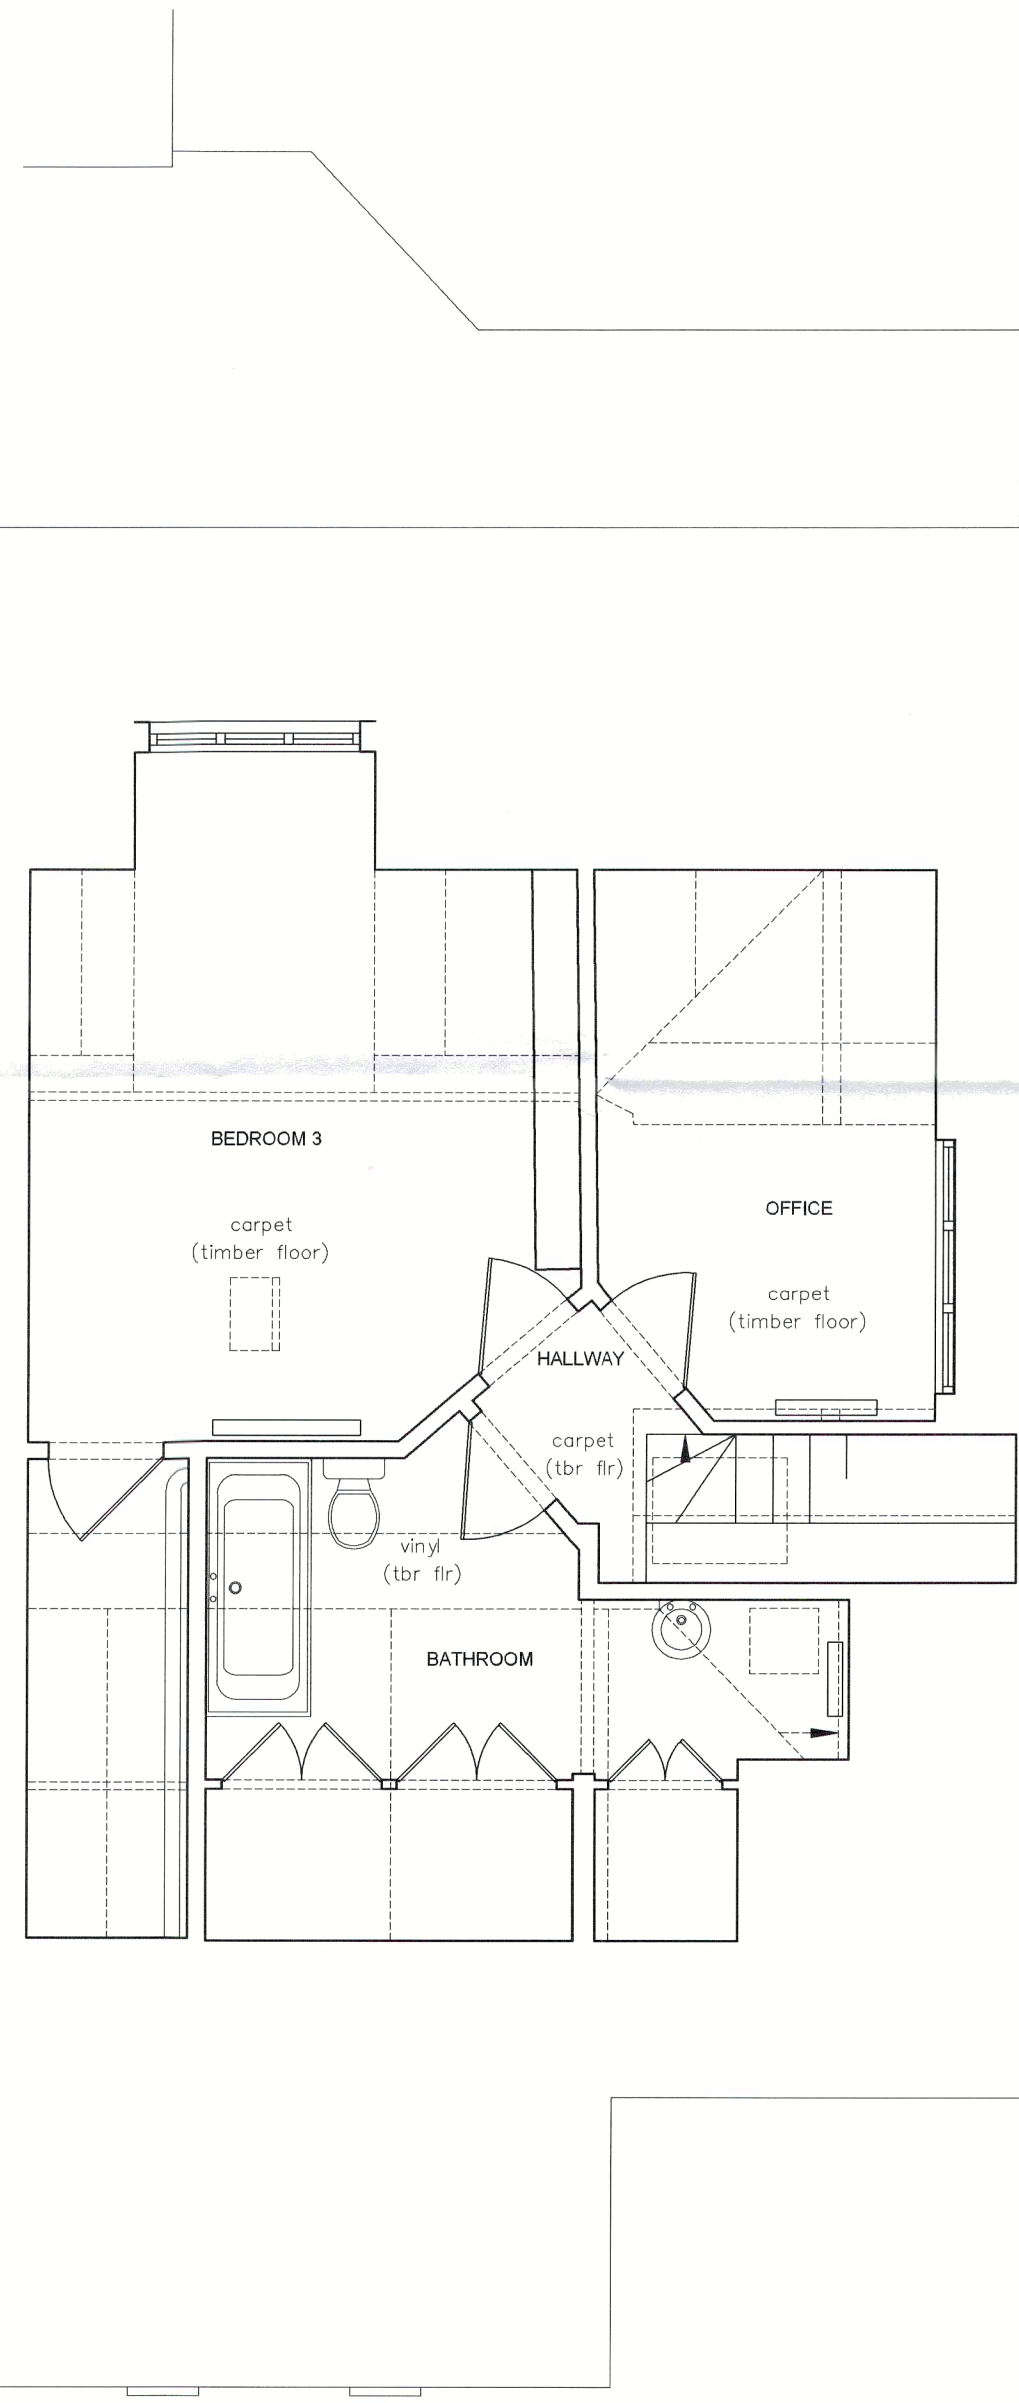 BEDROOM 3
carpet
(timber floor)
OFFICE
carpet
(timber floor)
HALLWAY
carpet
(tbr flr)
vinyl
(tbr flr)
BATHROOM